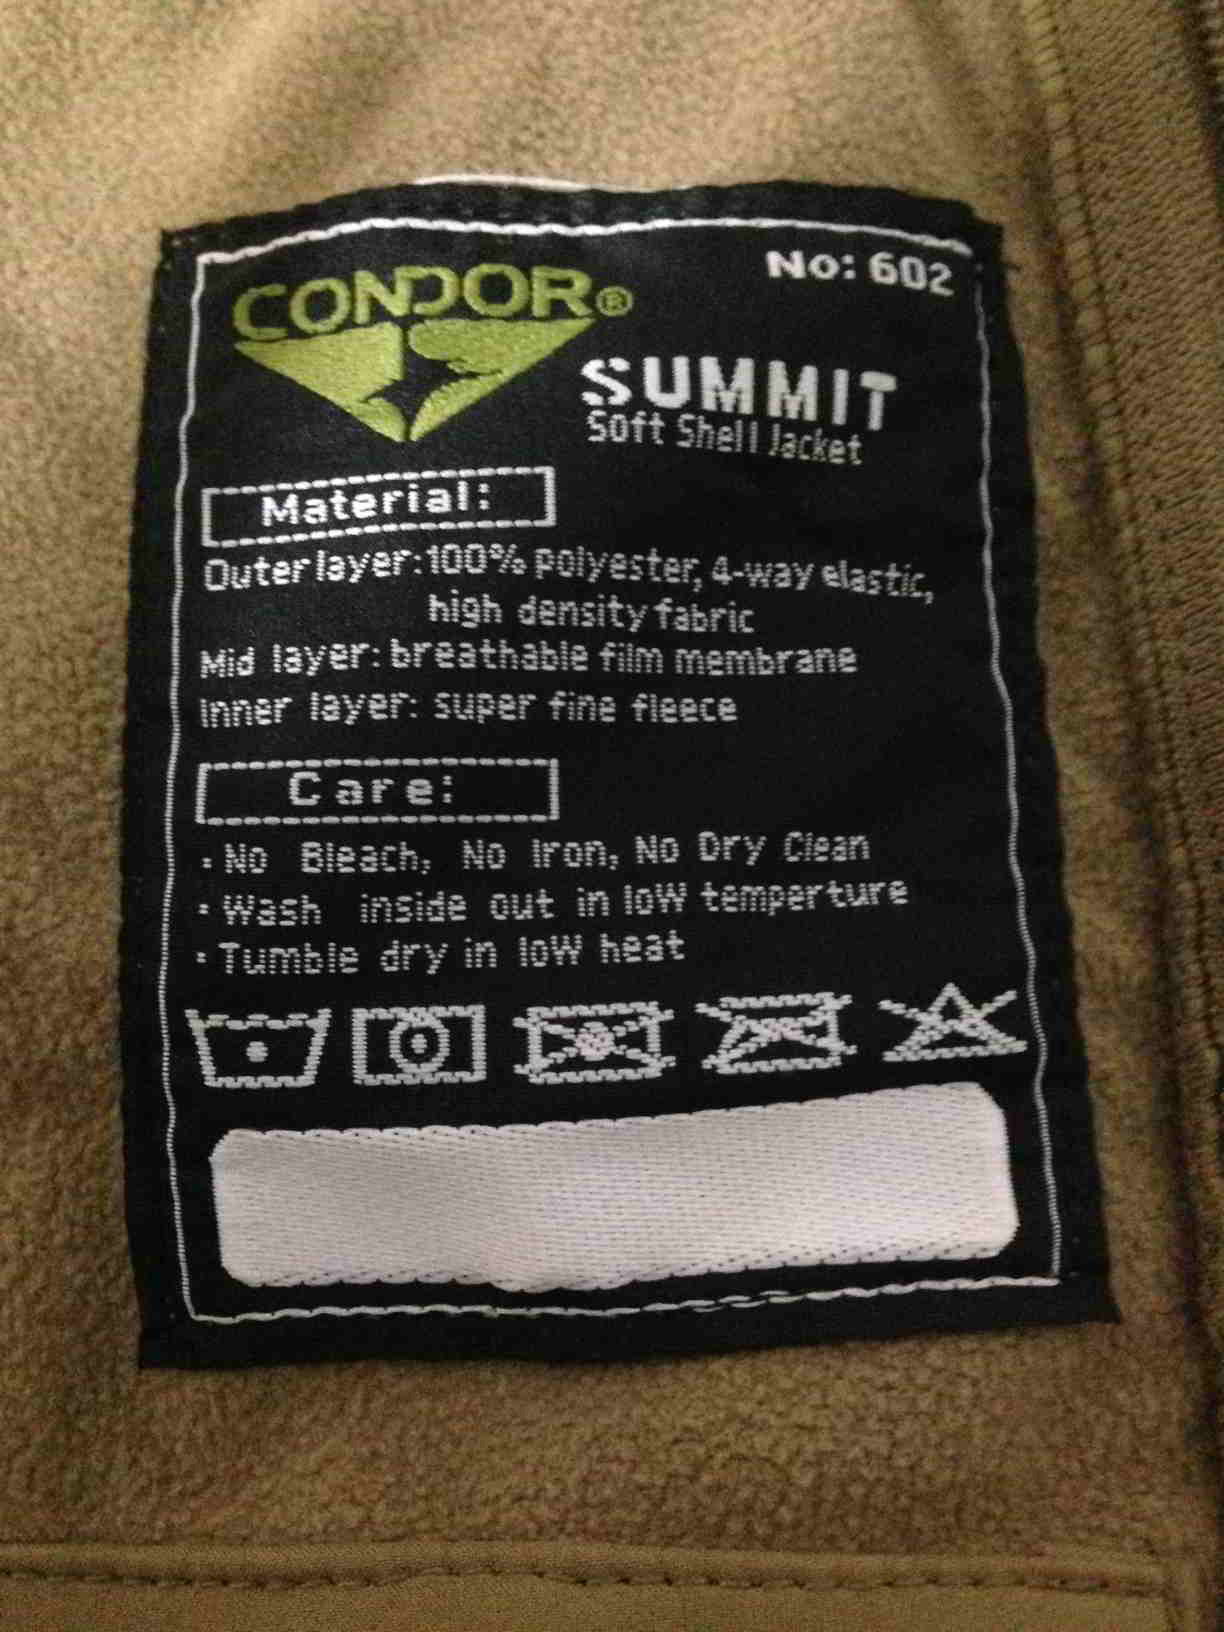 CONDOR®
No: 602
SUMMIT
Soft Shell Jacket
Material:
Outer layer: 100% polyester, 4-way elastic,
high density fabric
Mid layer: breathable film membrane
Inner layer: super fine fleece
Care:
· No Bleach, No Iron, No Dry Clean
· Wash inside out in low temperture
· Tumble dry in low heat